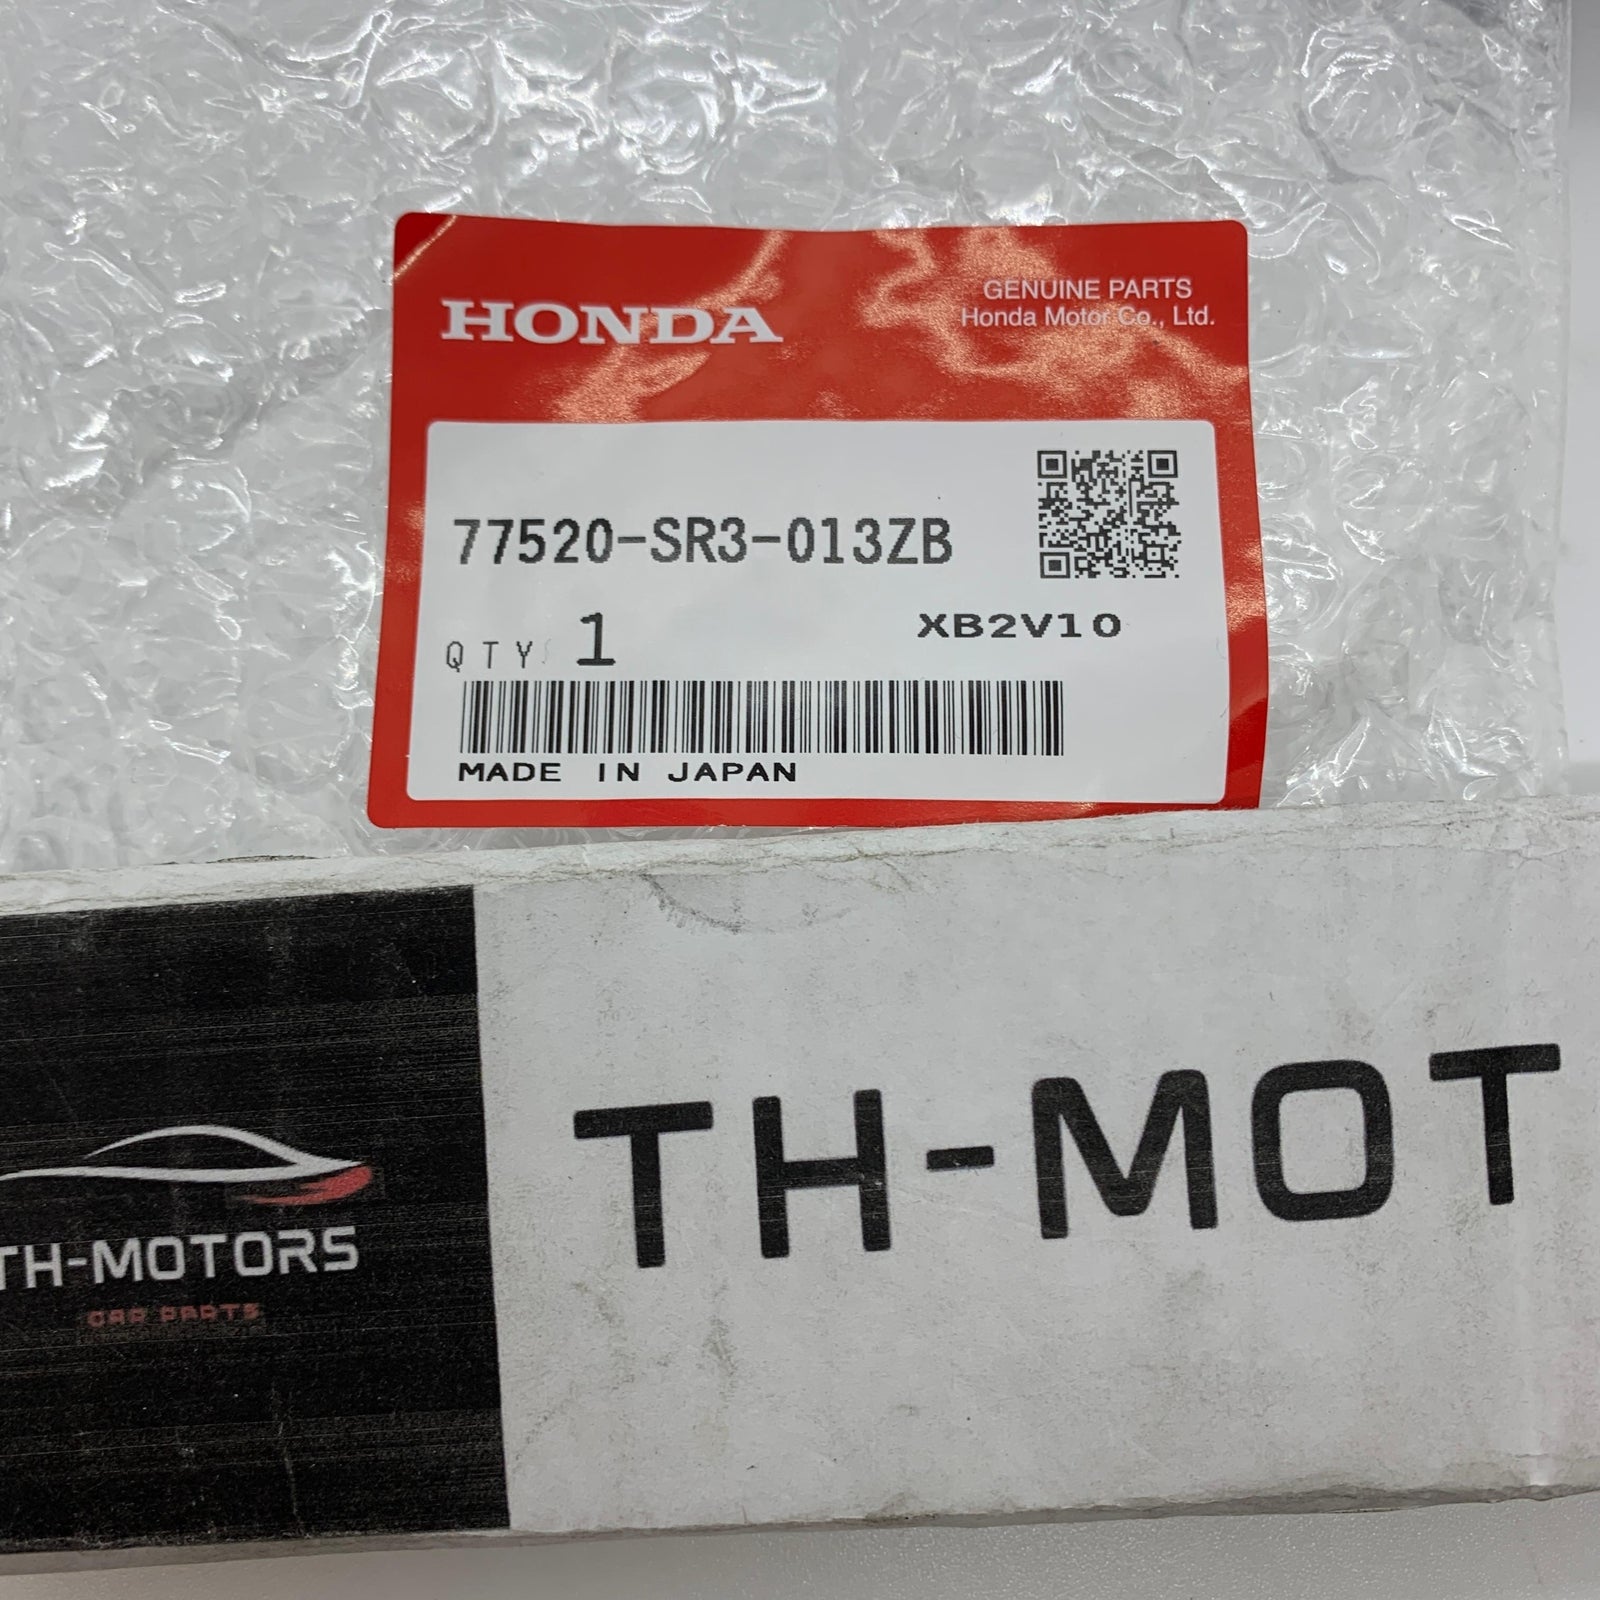 HONDA
GENUINE PARTS
Honda Motor Co., Ltd.
77520-SR3-013ZB
QTY 1
XB2V10
MADE IN JAPAN
TH-MOTORS
CAR PARTS
TH-MOT